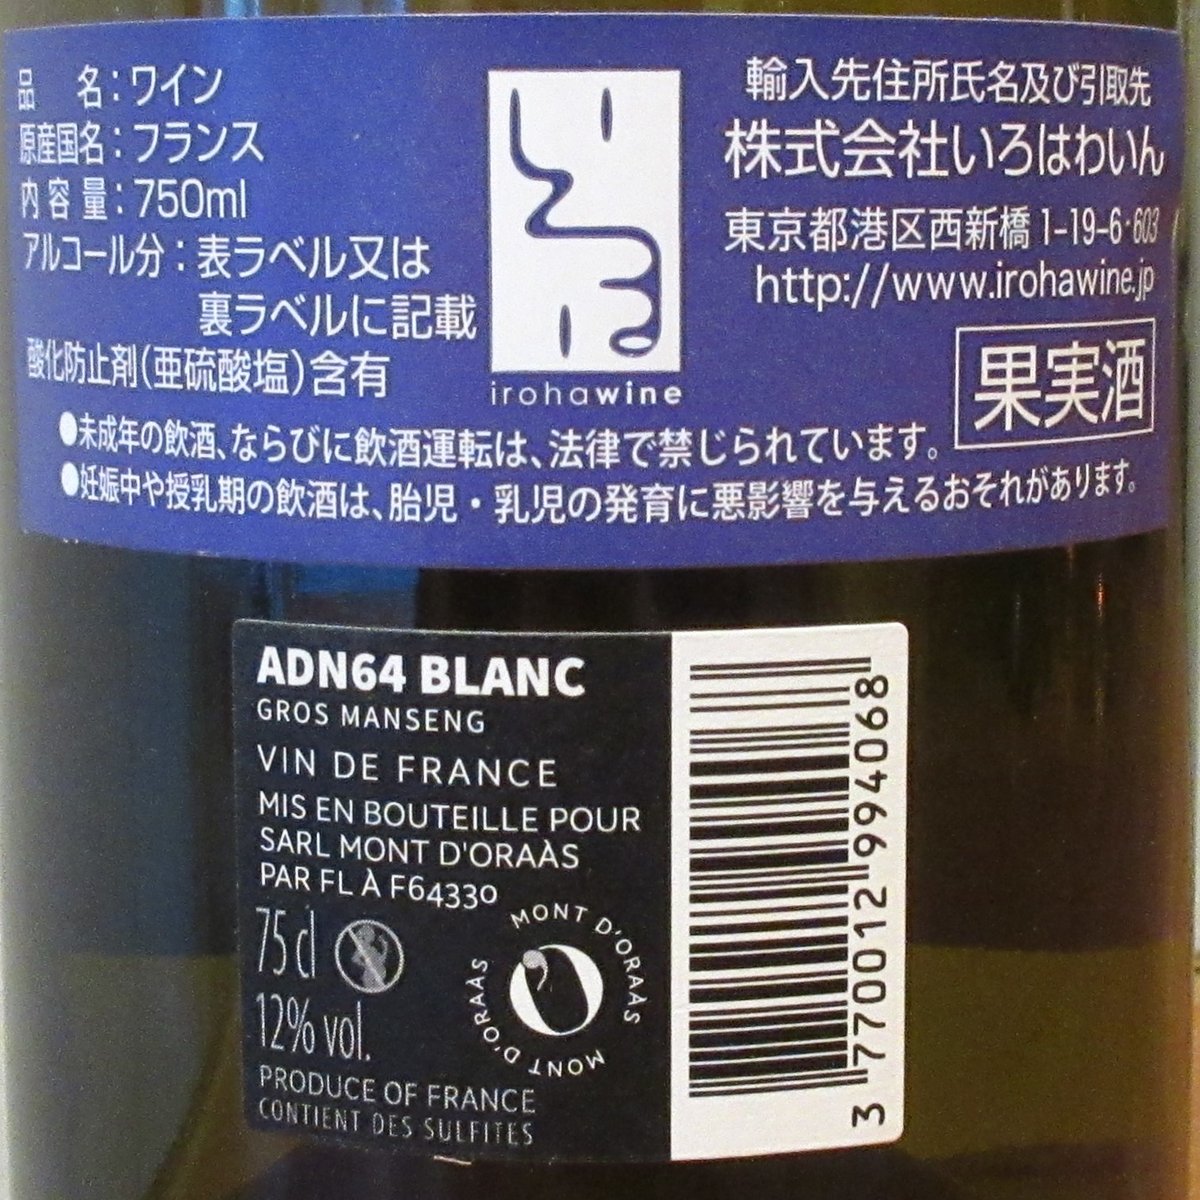 品 名：ワイン
原産国名：フランス
内容量：750ml
アルコール分：表ラベル又は
裏ラベルに記載
酸化防止剤（亜硫酸塩）含有
いろは
irohawine
輸入先住所氏名及び引取先
株式会社いろはわいん
東京都港区西新橋1-19-6-603
http://www.irohawine.jp
果実酒
●未成年の飲酒、ならびに飲酒運転は、法律で禁じられています。
●妊娠中や授乳期の飲酒は、胎児・乳児の発育に悪影響を与えるおそれがあります。
ADN64 BLANC
GROS MANSENG
VIN DE FRANCE
MIS EN BOUTEILLE POUR
SARL MONT D'ORAÀS
PAR FL À F64330
75 cl
12% vol.
MONT D'ORAÀS
MONT D'ORAÀS
PRODUCE OF FRANCE
CONTIENT DES SULFITES
3 770012 994068